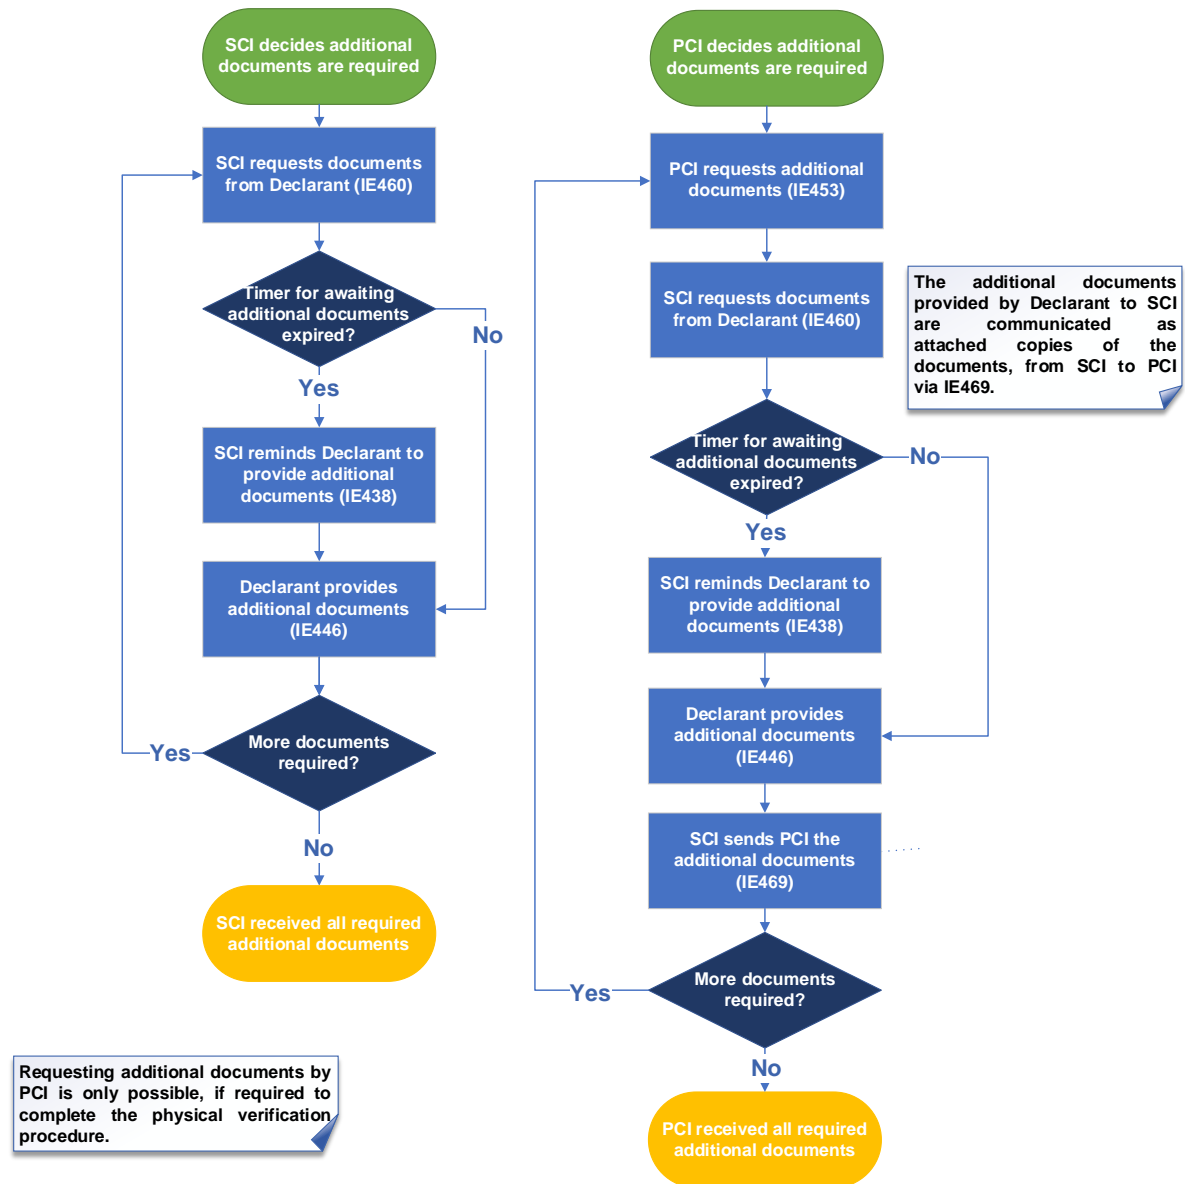 SCI decides additional
documents are required
SCI requests documents
from Declarant (IE460)
Timer for awaiting
additional documents
expired?
No
Yes
SCI reminds Declarant to
provide additional
documents (IE438)
Declarant provides
additional documents
(IE446)
More documents
required?
Yes
No
SCI received all required
additional documents
Requesting additional documents by
PCI is only possible, if required to
complete the physical verification
procedure.
PCI decides additional
documents are required
PCI requests additional
documents (IE453)
SCI requests documents
from Declarant (IE460)
Timer for awaiting
additional documents
expired?
No
Yes
SCI reminds Declarant to
provide additional
documents (IE438)
Declarant provides
additional documents
(IE446)
SCI sends PCI the
additional documents
(IE469)
More documents
required?
Yes
No
PCI received all required
additional documents
The additional documents
provided by Declarant to SCI
are communicated as
attached copies of the
documents, from SCI to PCI
via IE469.